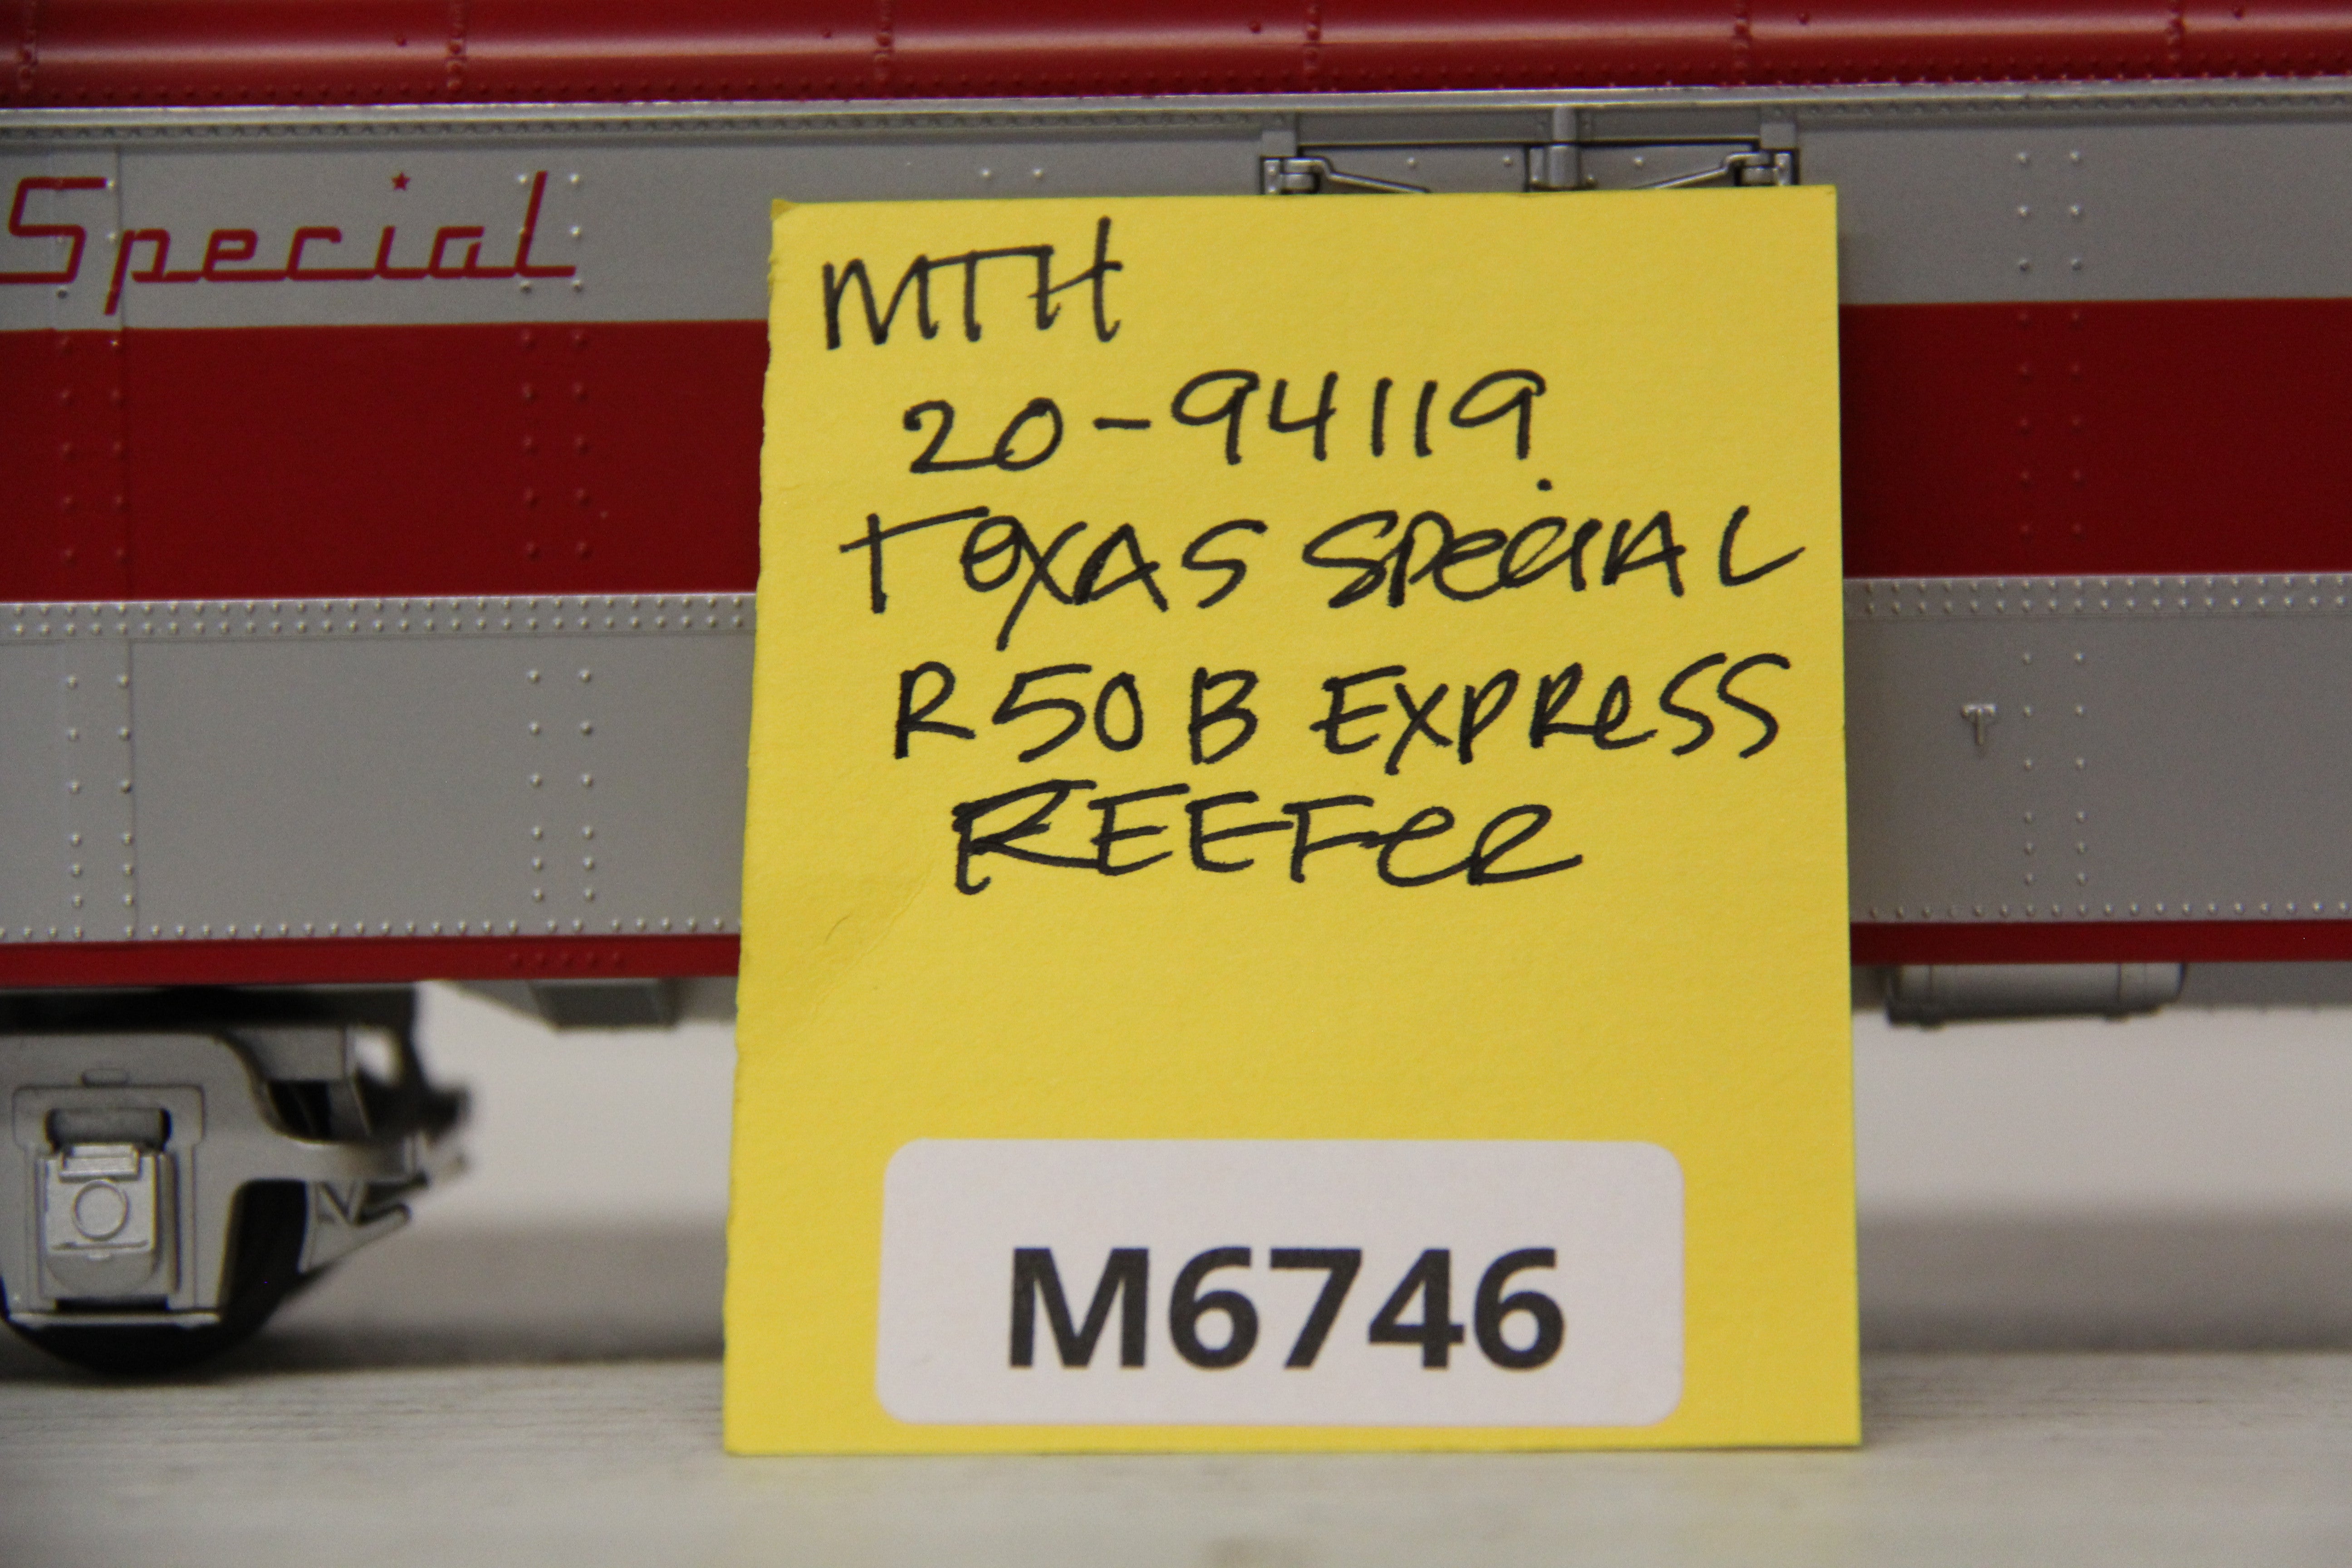 Special
MTH
20-94119
TEXAS SPECIAL
R50B EXPRESS
REEFER
M6746